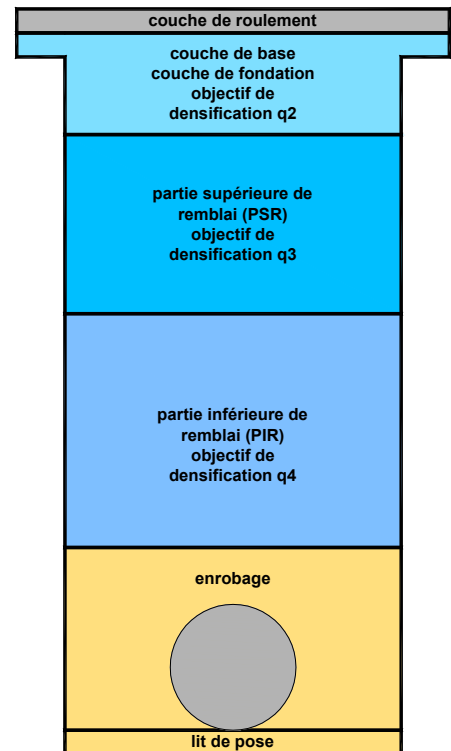 couche de roulement
couche de base
couche de fondation
objectif de
densification q2
partie supérieure de
remblai (PSR)
objectif de
densification q3
partie inférieure de
remblai (PIR)
objectif de
densification q4
enrobage
lit de pose